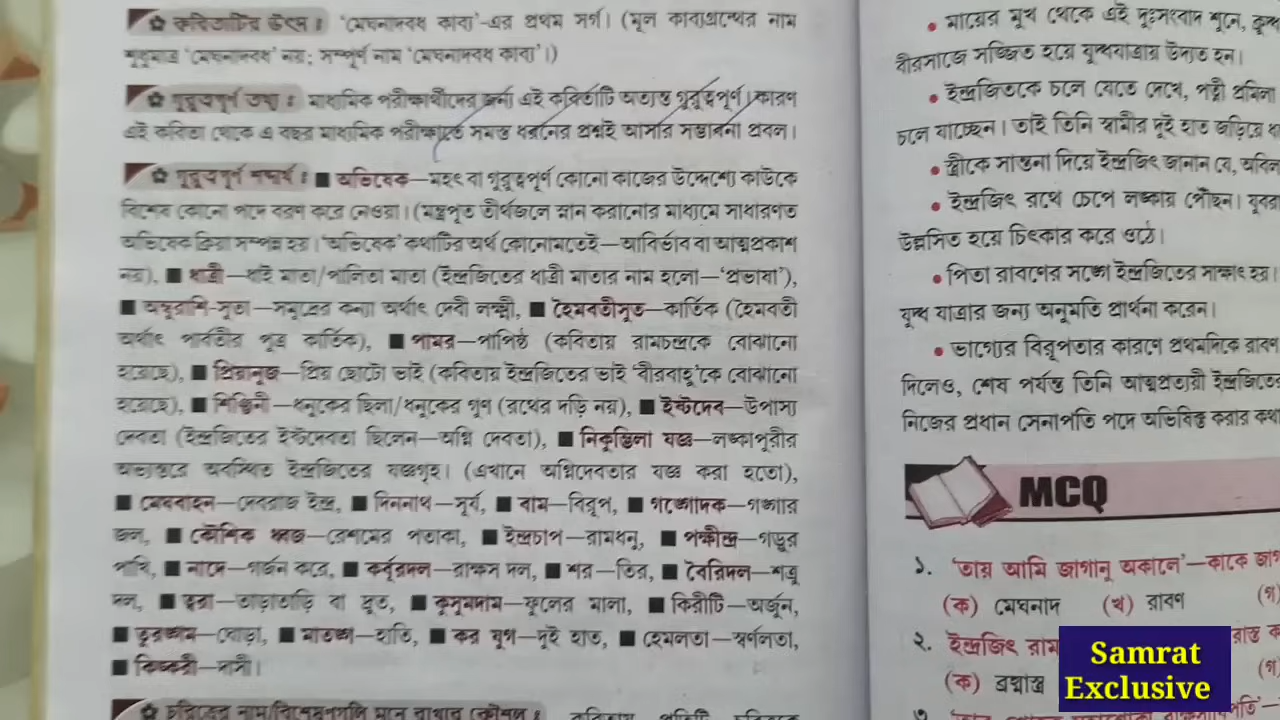 ✿ কবিতাটির উৎস : ‘মেঘনাদবধ কাব্য’-এর প্রথম সর্গ। (মূল কাব্যগ্রন্থের নাম
শুধুমাত্র ‘মেঘনাদবধ’ নয়; সম্পূর্ণ নাম ‘মেঘনাদবধ কাব্য’।)
✿ গুরুত্বপূর্ণ তথ্য : মাধ্যমিক পরীক্ষার্থীদের জন্য এই কবিতাটি অত্যন্ত গুরুত্বপূর্ণ। কারণ
এই কবিতা থেকে এ বছর মাধ্যমিক পরীক্ষাতে সমস্ত ধরনের প্রশ্নই আসার সম্ভাবনা প্রবল।
✿ গুরুত্বপূর্ণ শব্দার্থ : ■ অভিষেক—মহৎ বা গুরুত্বপূর্ণ কোনো কাজের উদ্দেশ্যে কাউকে
বিশেষ কোনো পদে বরণ করে নেওয়া। (মন্ত্রপূত তীর্থজলে স্নান করানোর মাধ্যমে সাধারণত
অভিষেক ক্রিয়া সম্পন্ন হয়। ‘অভিষেক’ কথাটির অর্থ কোনোমতেই—আবির্ভাব বা আত্মপ্রকাশ
নয়), ■ ধাত্রী—ধাই মাতা/পালিতা মাতা (ইন্দ্রজিতের ধাত্রী মাতার নাম হলো—‘প্রভাষা’),
■ অম্বুরাশি-সুতা—সমুদ্রের কন্যা অর্থাৎ দেবী লক্ষ্মী, ■ হৈমবতীসুত—কার্তিক (হৈমবতী
অর্থাৎ পার্বতীর পুত্র কার্তিক), ■ পামর—পাপিষ্ঠ (কবিতায় রামচন্দ্রকে বোঝানো
হয়েছে), ■ প্রিয়ানুজ—প্রিয় ছোটো ভাই (কবিতায় ইন্দ্রজিতের ভাই ‘বীরবাহু’কে বোঝানো
হয়েছে), ■ শিঞ্জিনী—ধনুকের ছিলা/ধনুকের গুণ (রথের দড়ি নয়), ■ ইষ্টদেব—উপাস্য
দেবতা (ইন্দ্রজিতের ইষ্টদেবতা ছিলেন—অগ্নি দেবতা), ■ নিকুম্ভিলা যজ্ঞ—লঙ্কাপুরীর
অভ্যন্তরে অবস্থিত ইন্দ্রজিতের যজ্ঞগৃহ। (এখানে অগ্নিদেবতার যজ্ঞ করা হতো),
■ মেঘবাহন—দেবরাজ ইন্দ্র, ■ দিননাথ—সূর্য, ■ বাম—বিরূপ, ■ গঙ্গোদক—গঙ্গার
জল, ■ কৌশিক ধ্বজ—রেশমের পতাকা, ■ ইন্দ্রচাপ—রামধনু, ■ পক্ষীন্দ্র—গড়ুর
পাখি, ■ নাদে—গর্জন করে, ■ কর্বূরদল—রাক্ষস দল, ■ শর—তির, ■ বৈরিদল—শত্রু
দল, ■ ত্বরা—তাড়াতাড়ি বা দ্রুত, ■ কুসুমদাম—ফুলের মালা, ■ কিরীটি—অর্জুন,
■ তুরঙ্গম—ঘোড়া, ■ মাতঙ্গ—হাতি, ■ কর যুগ—দুই হাত, ■ হেমলতা—স্বর্ণলতা,
■ কিঙ্করী—দাসী।
✿ চরিত্রের নাম/বিশেষণগুলি মনে রাখার কৌশল :
• মায়ের মুখ থেকে এই দুঃসংবাদ শুনে,
বীরসাজে সজ্জিত হয়ে যুদ্ধযাত্রায় উদ্যত হন।
• ইন্দ্রজিতকে চলে যেতে দেখে, পত্নী প্রমিলা
চলে যাচ্ছেন। তাই তিনি স্বামীর দুই হাত জড়িয়ে
• স্ত্রীকে সান্ত্বনা দিয়ে ইন্দ্রজিৎ জানান যে,
• ইন্দ্রজিৎ রথে চেপে লঙ্কায় পৌঁছন।
উল্লসিত হয়ে চিৎকার করে ওঠে।
• পিতা রাবণের সঙ্গে ইন্দ্রজিতের সাক্ষাৎ হয়।
যুদ্ধ যাত্রার জন্য অনুমতি প্রার্থনা করেন।
• ভাগ্যের বিরূপতার কারণে প্রথমদিকে রাবণ
দিলেও, শেষ পর্যন্ত তিনি আত্মপ্রত্যয়ী ইন্দ্রজিতে
নিজের প্রধান সেনাপতি পদে অভিষিক্ত করার কথা
MCQ
১. ‘তায় আমি জাগানু অকালে’—কাকে
(ক) মেঘনাদ (খ) রাবণ (গ)
২. ইন্দ্রজিৎ
(ক) ব্রহ্মাস্ত্র (গ)
Samrat
Exclusive